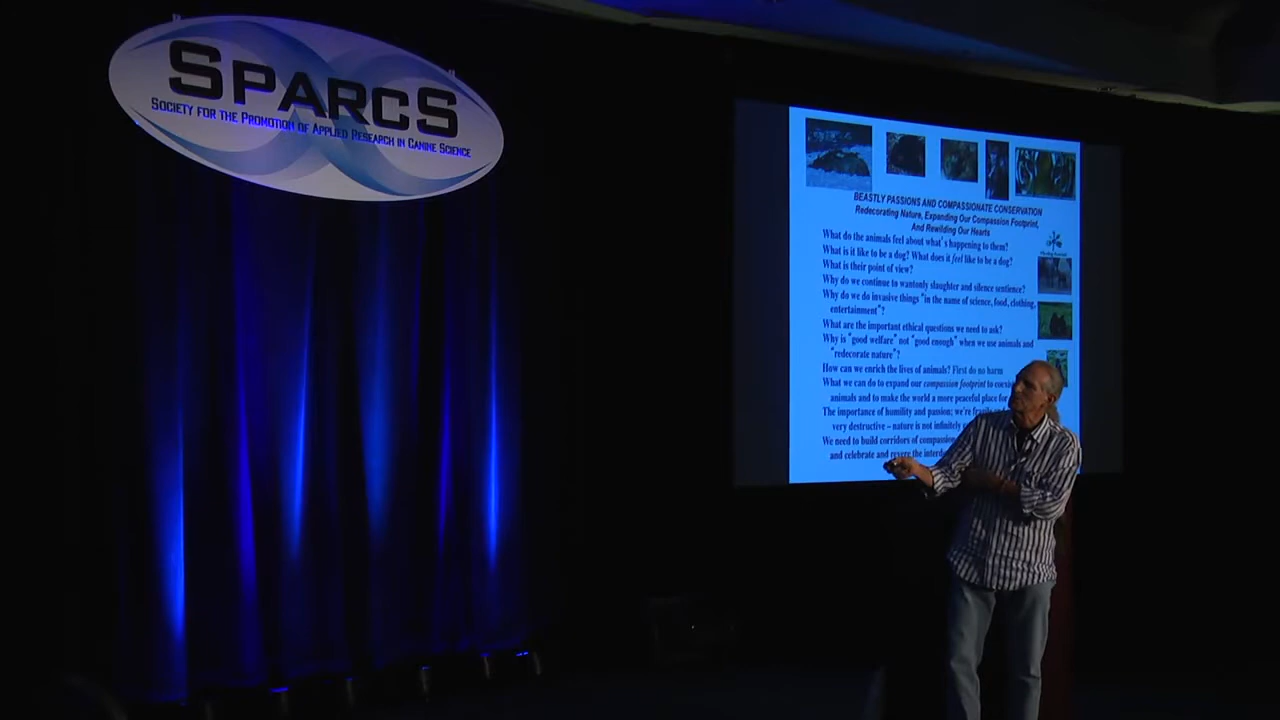 SPARCS
SOCIETY FOR THE PROMOTION OF APPLIED RESEARCH IN CANINE SCIENCE
BEASTLY PASSIONS AND COMPASSIONATE CONSERVATION
Redecorating Nature, Expanding Our Compassion Footprint,
And Rewilding Our Hearts
What do the animals feel about what's happening to them?
What is it like to be a dog? What does it feel like to be a dog?
What is their point of view?
Why do we continue to wantonly slaughter and silence sentience?
Why do we do invasive things "in the name of science, food, clothing,
entertainment"?
What are the important ethical questions we need to ask?
Why is "good welfare" not "good enough" when we use animals and
"redecorate nature"?
How can we enrich the lives of animals? First do no harm
What we can do to expand our compassion footprint to
animals and to make the world a more peaceful place for
The importance of humility and passion; we're
very destructive – nature is not infinitely
We need to build corridors of
and celebrate and revere the